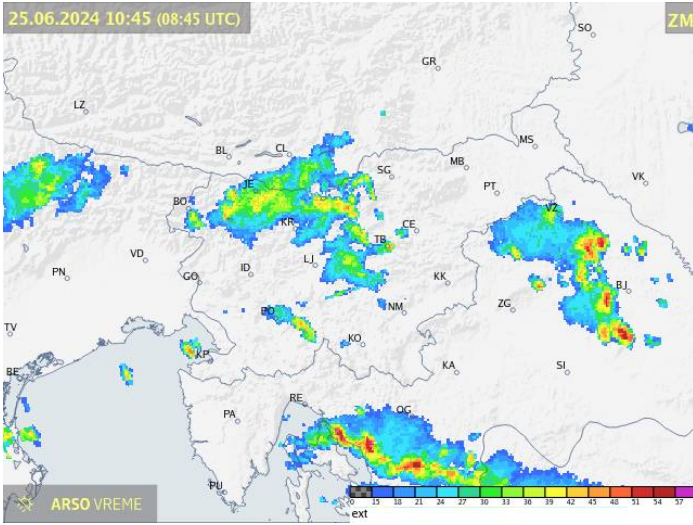 25.06.2024 10:45 (08:45 UTC)
ZM
SO
GR
LZ
MS
BL
CL
MB
SG
VK
JE
PT
BO
VZ
KR
CE
TB
VD
LJ
ID
PN
GO
KK
BJ
PO
NM
ZG
TV
KO
KP
BE
KA
SI
RE
OG
PA
PU
ARSO VREME
0 15 18 21 24 27 30 33 36 39 42 45 48 51 54 57
ext